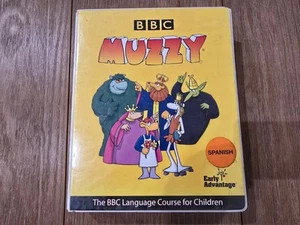 BBC
MUZZY
SPANISH
Early
Advantage
The BBC Language Course for Children